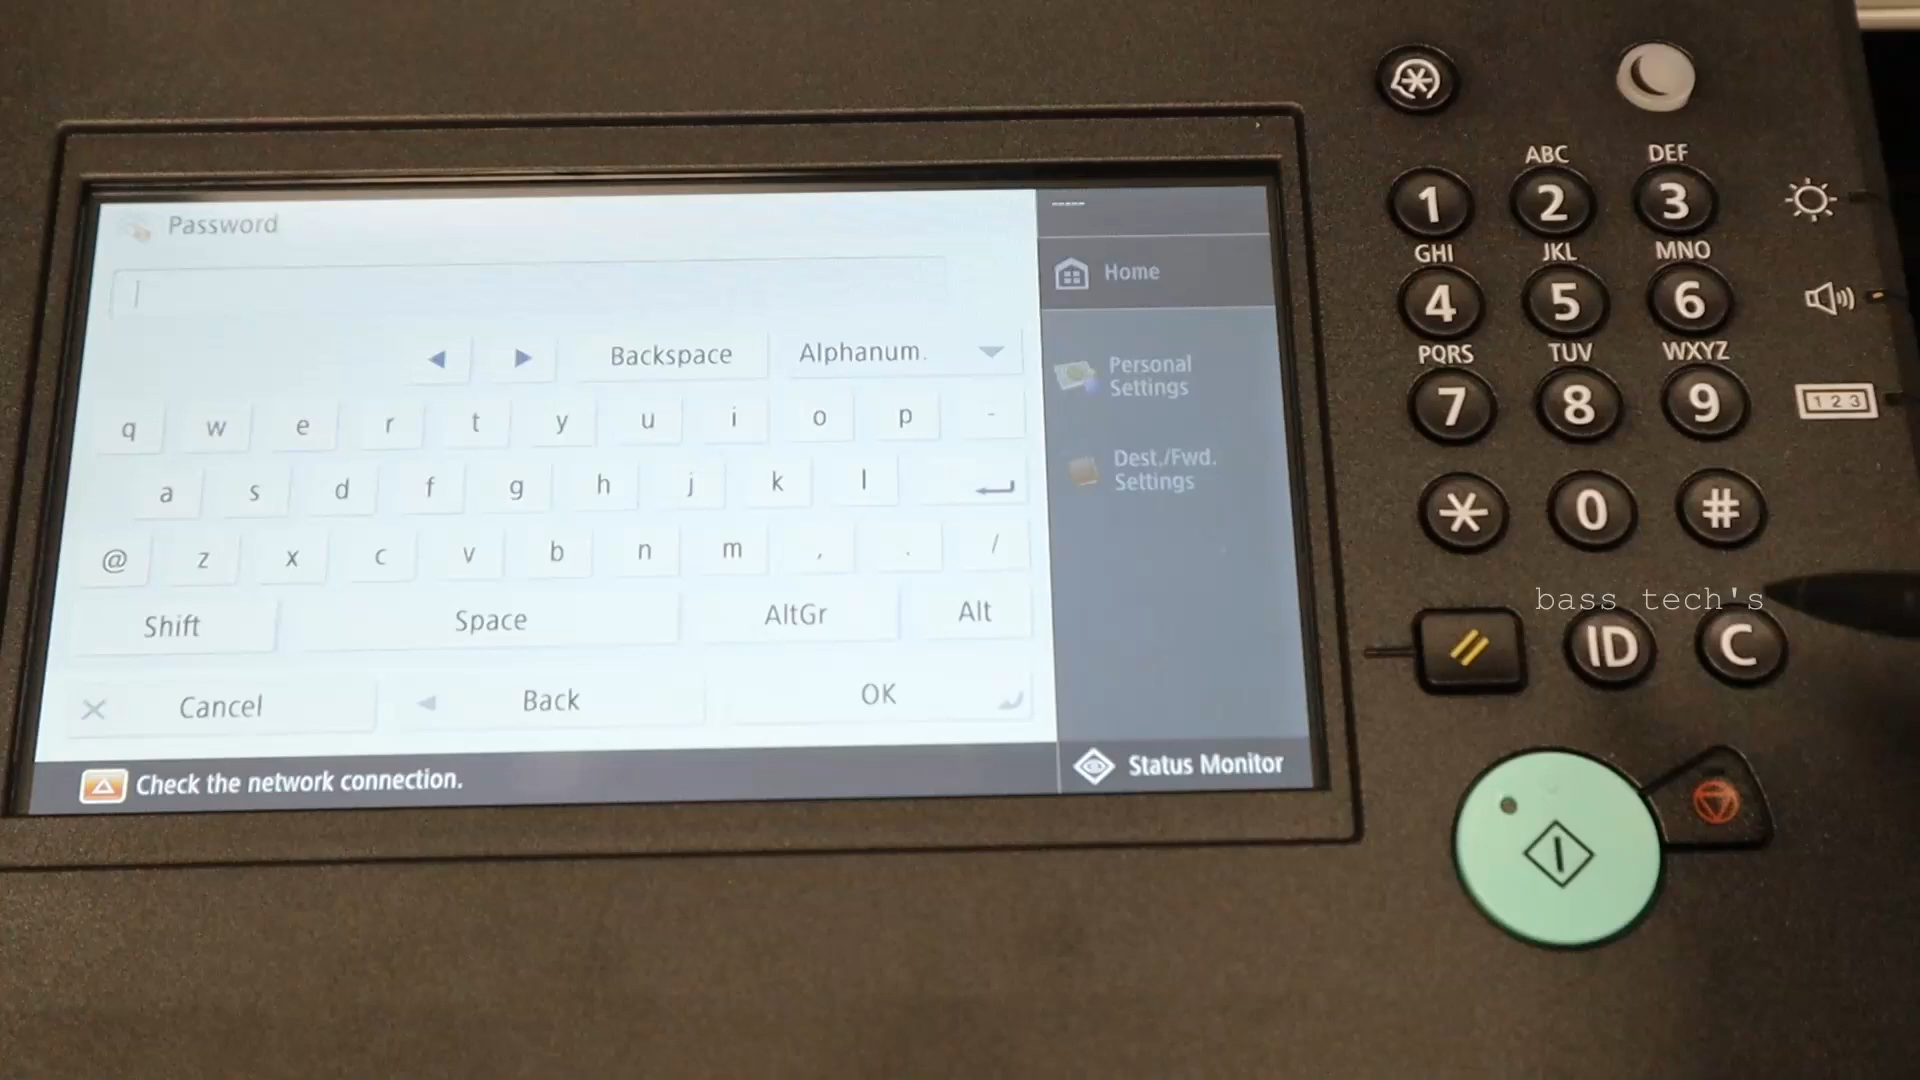 Password
Backspace
Alphanum.
q w e r t y u i o p -
a s d f g h j k l
@ z x c v b n m , . /
Shift Space AltGr Alt
Cancel Back OK
Check the network connection.
-----
Home
Personal
Settings
Dest./Fwd.
Settings
Status Monitor
ABC DEF
1 2 3
GHI JKL MNO
4 5 6
PQRS TUV WXYZ
7 8 9
1 2 3
* 0 #
bass tech's
ID C